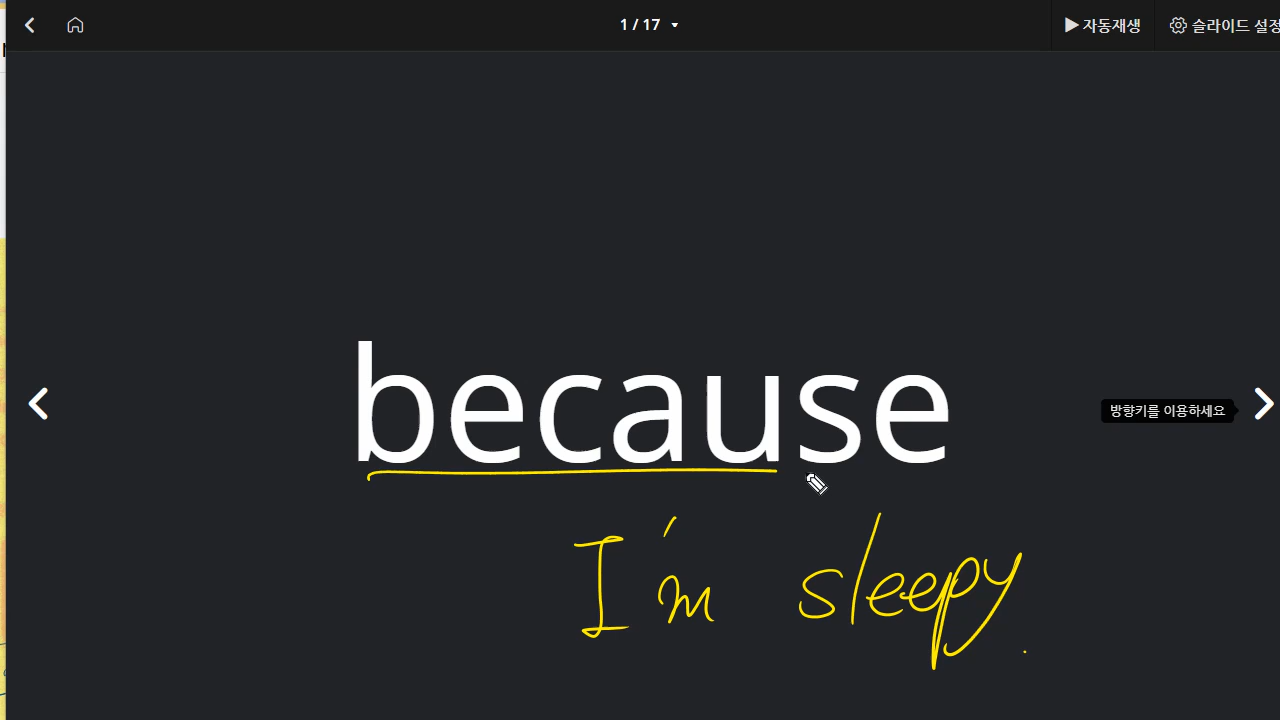 1 / 17
자동재생
슬라이드 설정
because
방향키를 이용하세요
I'm sleepy.